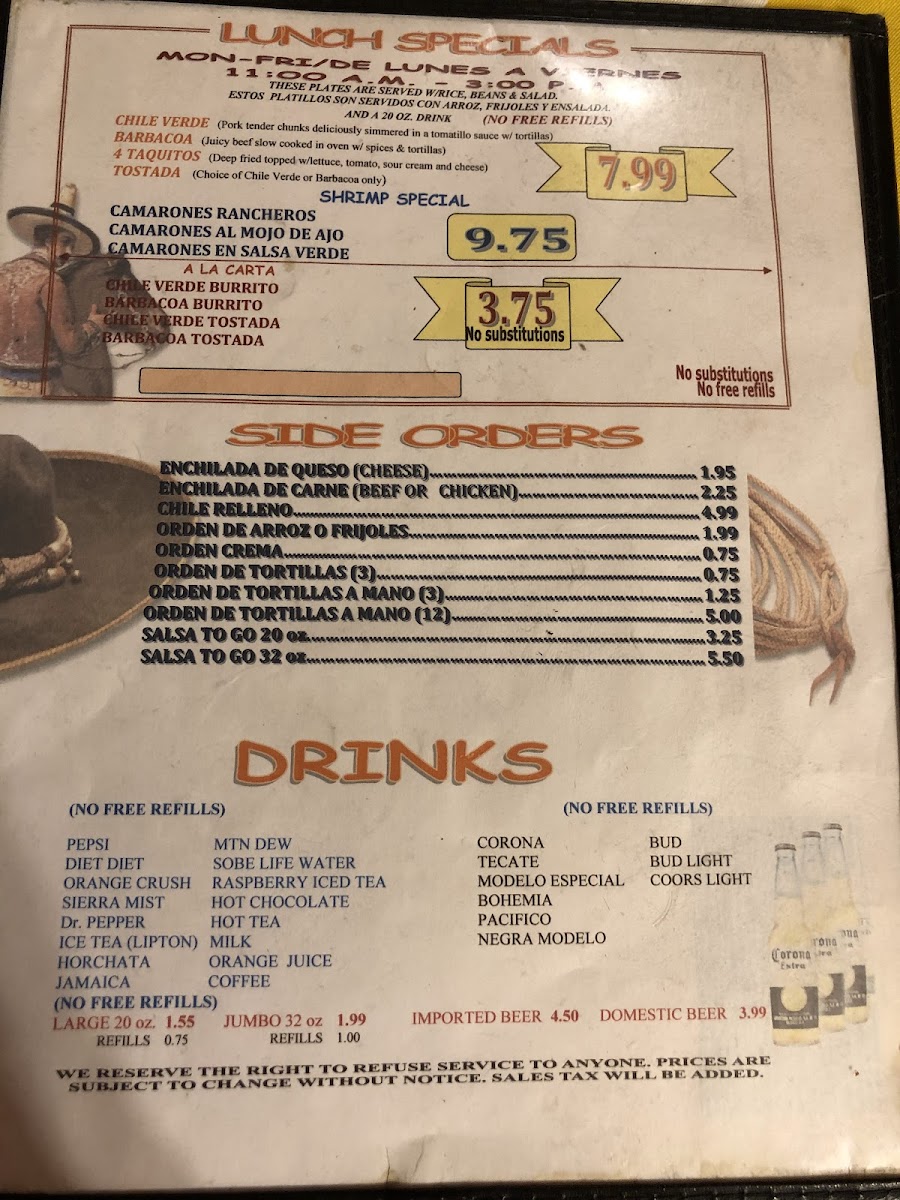 LUNCH SPECIALS
MON-FRI/DE LUNES A VIERNES
11:00 A.M. - 3:00 P.
THESE PLATES ARE SERVED W/RICE, BEANS & SALAD.
ESTOS PLATILLOS SON SERVIDOS CON ARROZ, FRIJOLES Y ENSALADA.
AND A 20 OZ. DRINK (NO FREE REFILLS)
CHILE VERDE (Pork tender chunks deliciously simmered in a tomatillo sauce w/ tortillas)
BARBACOA (Juicy beef slow cooked in oven w/ spices & tortillas)
4 TAQUITOS (Deep fried topped w/lettuce, tomato, sour cream and cheese)
TOSTADA (Choice of Chile Verde or Barbacoa only)
7.99
SHRIMP SPECIAL
CAMARONES RANCHEROS
CAMARONES AL MOJO DE AJO
CAMARONES EN SALSA VERDE
9.75
A LA CARTA
CHILE VERDE BURRITO
BARBACOA BURRITO
CHILE VERDE TOSTADA
BARBACOA TOSTADA
3.75
No substitutions
No substitutions
No free refills
SIDE ORDERS
ENCHILADA DE QUESO (CHEESE) 1.95
ENCHILADA DE CARNE (BEEF OR CHICKEN) 2.25
CHILE RELLENO 4.99
ORDEN DE ARROZ O FRIJOLES 1.99
ORDEN CREMA 0.75
ORDEN DE TORTILLAS (3) 0.75
ORDEN DE TORTILLAS A MANO (3) 1.25
ORDEN DE TORTILLAS A MANO (12) 5.00
SALSA TO GO 20 oz 3.25
SALSA TO GO 32 oz 5.50
DRINKS
(NO FREE REFILLS)
PEPSI
DIET DIET
ORANGE CRUSH
SIERRA MIST
Dr. PEPPER
ICE TEA (LIPTON)
HORCHATA
JAMAICA
MTN DEW
SOBE LIFE WATER
RASPBERRY ICED TEA
HOT CHOCOLATE
HOT TEA
MILK
ORANGE JUICE
COFFEE
(NO FREE REFILLS)
LARGE 20 oz. 1.55 JUMBO 32 oz 1.99
REFILLS 0.75 REFILLS 1.00
(NO FREE REFILLS)
CORONA
TECATE
MODELO ESPECIAL
BOHEMIA
PACIFICO
NEGRA MODELO
BUD
BUD LIGHT
COORS LIGHT
Corona
Extra
IMPORTED BEER 4.50 DOMESTIC BEER 3.99
WE RESERVE THE RIGHT TO REFUSE SERVICE TO ANYONE. PRICES ARE
SUBJECT TO CHANGE WITHOUT NOTICE. SALES TAX WILL BE ADDED.